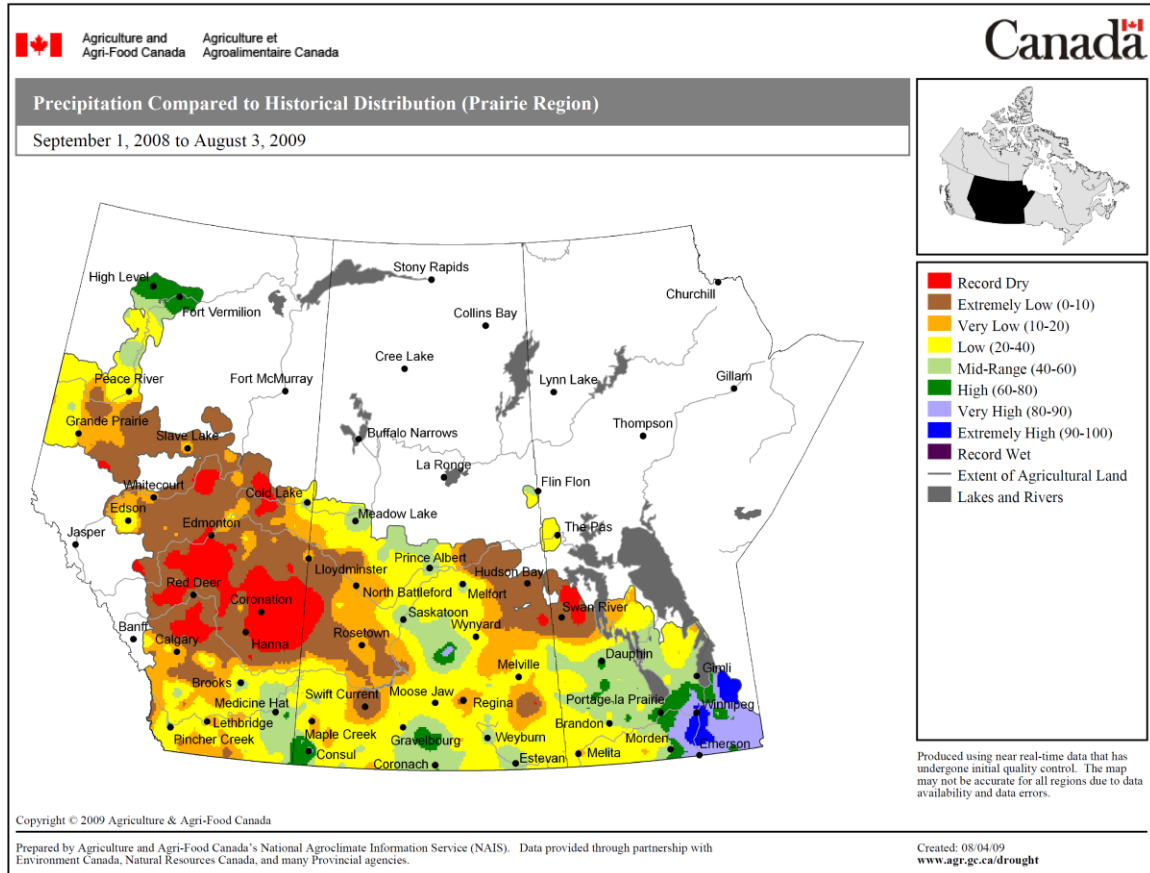 Agriculture and
Agri-Food Canada
Agriculture et
Agroalimentaire Canada
Canada
Precipitation Compared to Historical Distribution (Prairie Region)
September 1, 2008 to August 3, 2009
High Level
Fort Vermilion
Stony Rapids
Churchill
Collins Bay
Cree Lake
Peace River
Fort McMurray
Lynn Lake
Gillam
Grande Prairie
Slave Lake
Buffalo Narrows
Thompson
La Ronge
Whitecourt
Cold Lake
Flin Flon
Edson
Edmonton
Meadow Lake
The Pas
Jasper
Lloydminster
Prince Albert
Hudson Bay
Red Deer
North Battleford
Melfort
Coronation
Saskatoon
Swan River
Banff
Calgary
Hanna
Rosetown
Wynyard
Dauphin
Brooks
Melville
Gimli
Medicine Hat
Swift Current
Moose Jaw
Regina
Portage la Prairie
Winnipeg
Lethbridge
Maple Creek
Gravelbourg
Weyburn
Brandon
Pincher Creek
Consul
Coronach
Estevan
Melita
Morden
Emerson
Record Dry
Extremely Low (0-10)
Very Low (10-20)
Low (20-40)
Mid-Range (40-60)
High (60-80)
Very High (80-90)
Extremely High (90-100)
Record Wet
Extent of Agricultural Land
Lakes and Rivers
Produced using near real-time data that has
undergone initial quality control. The map
may not be accurate for all regions due to data
availability and data errors.
Copyright © 2009 Agriculture & Agri-Food Canada
Prepared by Agriculture and Agri-Food Canada's National Agroclimate Information Service (NAIS). Data provided through partnership with
Environment Canada, Natural Resources Canada, and many Provincial agencies.
Created: 08/04/09
www.agr.gc.ca/drought